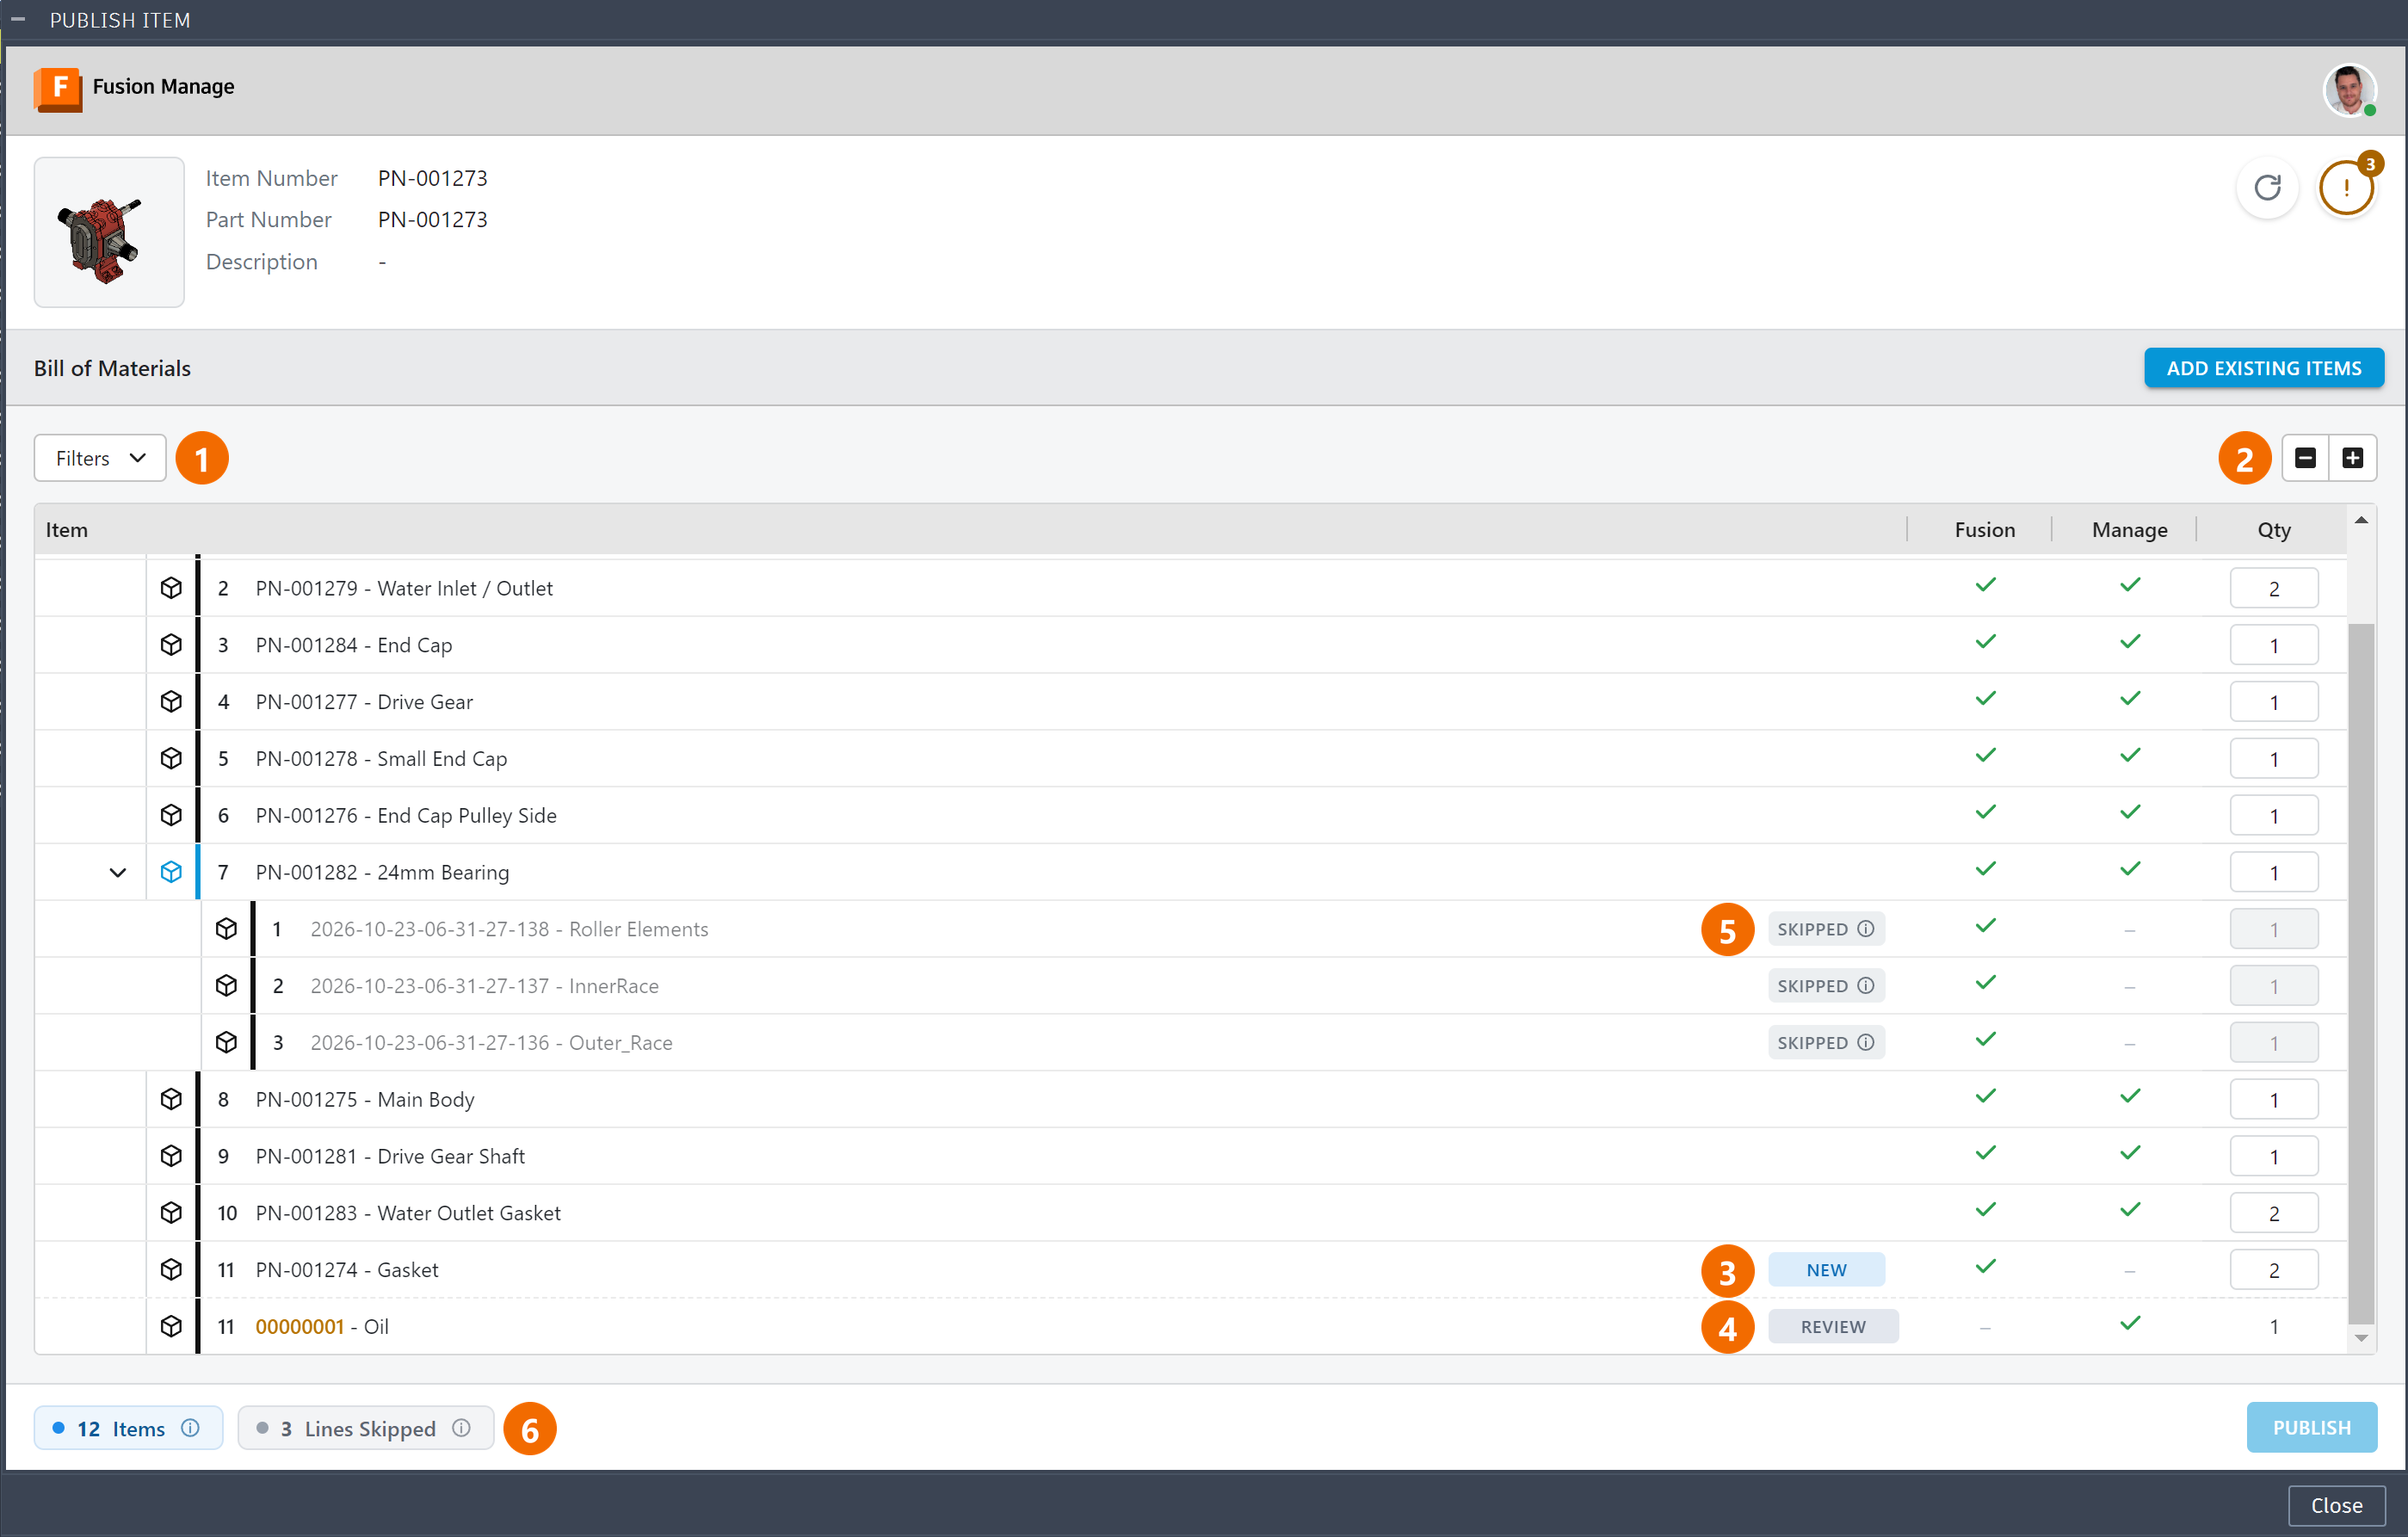 PUBLISH ITEM
F Fusion Manage
Item Number PN-001273
Part Number PN-001273
Description -
! 3
Bill of Materials ADD EXISTING ITEMS
Filters 1 2
Item Fusion Manage Qty
2 PN-001279 - Water Inlet / Outlet 2
3 PN-001284 - End Cap 1
4 PN-001277 - Drive Gear 1
5 PN-001278 - Small End Cap 1
6 PN-001276 - End Cap Pulley Side 1
7 PN-001282 - 24mm Bearing 1
1 2026-10-23-06-31-27-138 - Roller Elements 5 SKIPPED – 1
2 2026-10-23-06-31-27-137 - InnerRace SKIPPED – 1
3 2026-10-23-06-31-27-136 - Outer_Race SKIPPED – 1
8 PN-001275 - Main Body 1
9 PN-001281 - Drive Gear Shaft 1
10 PN-001283 - Water Outlet Gasket 2
11 PN-001274 - Gasket 3 NEW – 2
11 00000001 - Oil 4 REVIEW – 1
12 Items 3 Lines Skipped 6 PUBLISH
Close